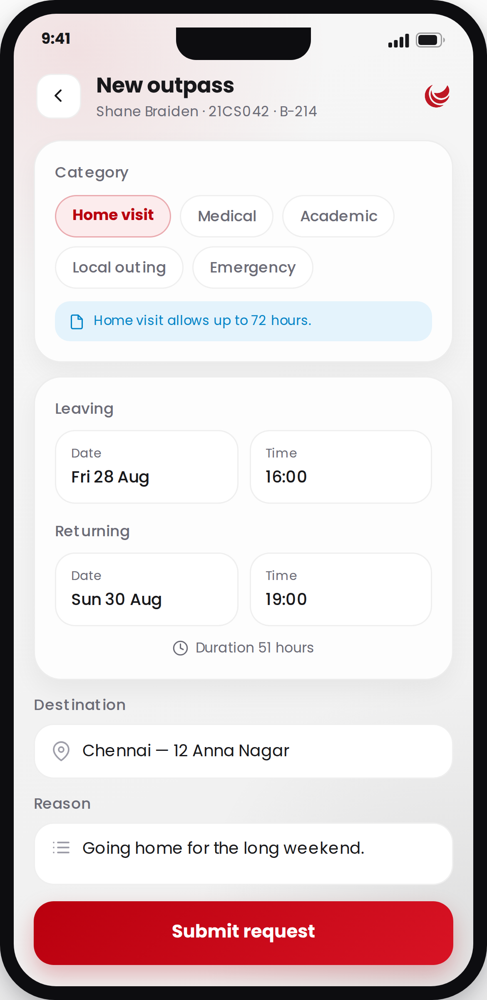 9:41
New outpass
Shane Braiden · 21CS042 · B-214
Category
Home visit
Medical
Academic
Local outing
Emergency
Home visit allows up to 72 hours.
Leaving
Date
Fri 28 Aug
Time
16:00
Returning
Date
Sun 30 Aug
Time
19:00
Duration 51 hours
Destination
Chennai — 12 Anna Nagar
Reason
Going home for the long weekend.
Submit request